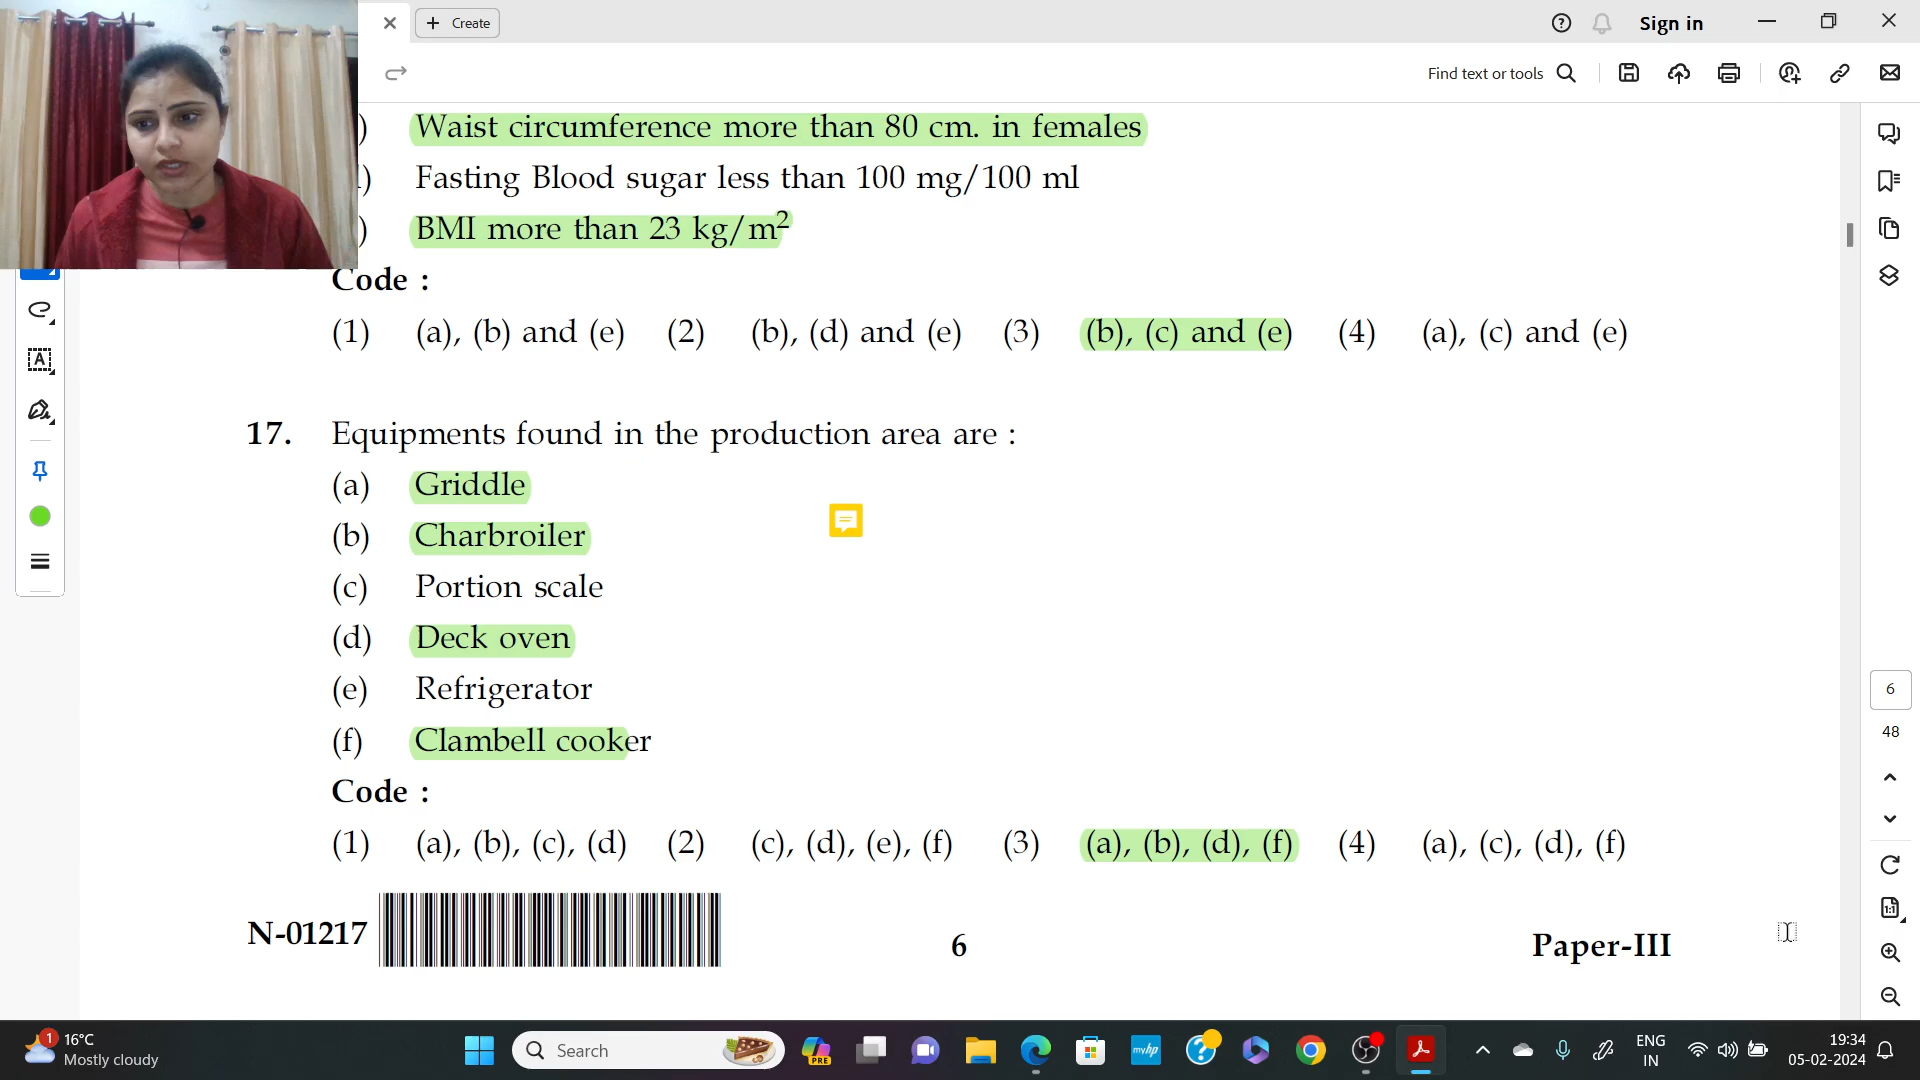 + Create
Sign in
Find text or tools
) Waist circumference more than 80 cm. in females
) Fasting Blood sugar less than 100 mg/100 ml
) BMI more than 23 kg/m²
Code :
(1) (a), (b) and (e) (2) (b), (d) and (e) (3) (b), (c) and (e) (4) (a), (c) and (e)
17. Equipments found in the production area are :
(a) Griddle
(b) Charbroiler
(c) Portion scale
(d) Deck oven
(e) Refrigerator
(f) Clambell cooker
Code :
(1) (a), (b), (c), (d) (2) (c), (d), (e), (f) (3) (a), (b), (d), (f) (4) (a), (c), (d), (f)
N-01217 6 Paper-III
6
48
1
16°C
Mostly cloudy
Search
PRE
myhp
ENG
IN
19:34
05-02-2024